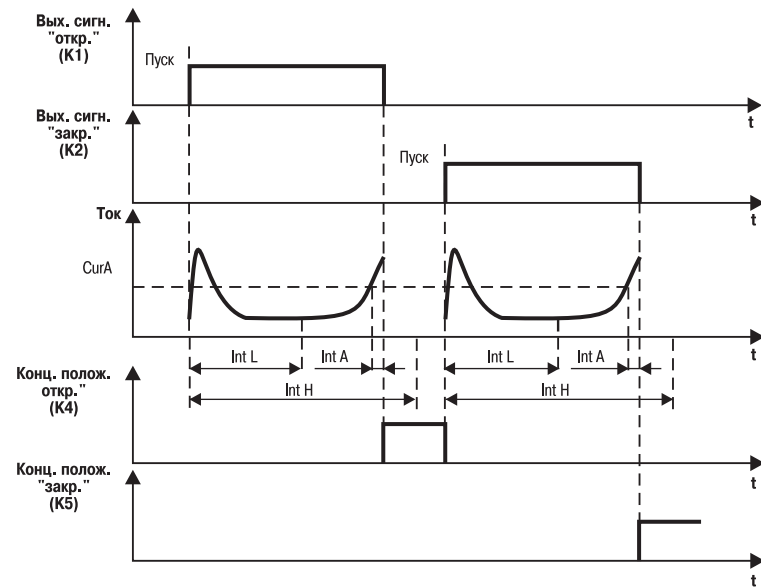 Вых. сигн.
"откр."
(K1)
Пуск
t
Вых. сигн.
"закр."
(K2)
Пуск
t
Ток
CurA
t
Int L
Int A
Int L
Int A
Int H
Int H
Конц. полож.
откр."
(K4)
t
Конц. полож.
"закр."
(K5)
t